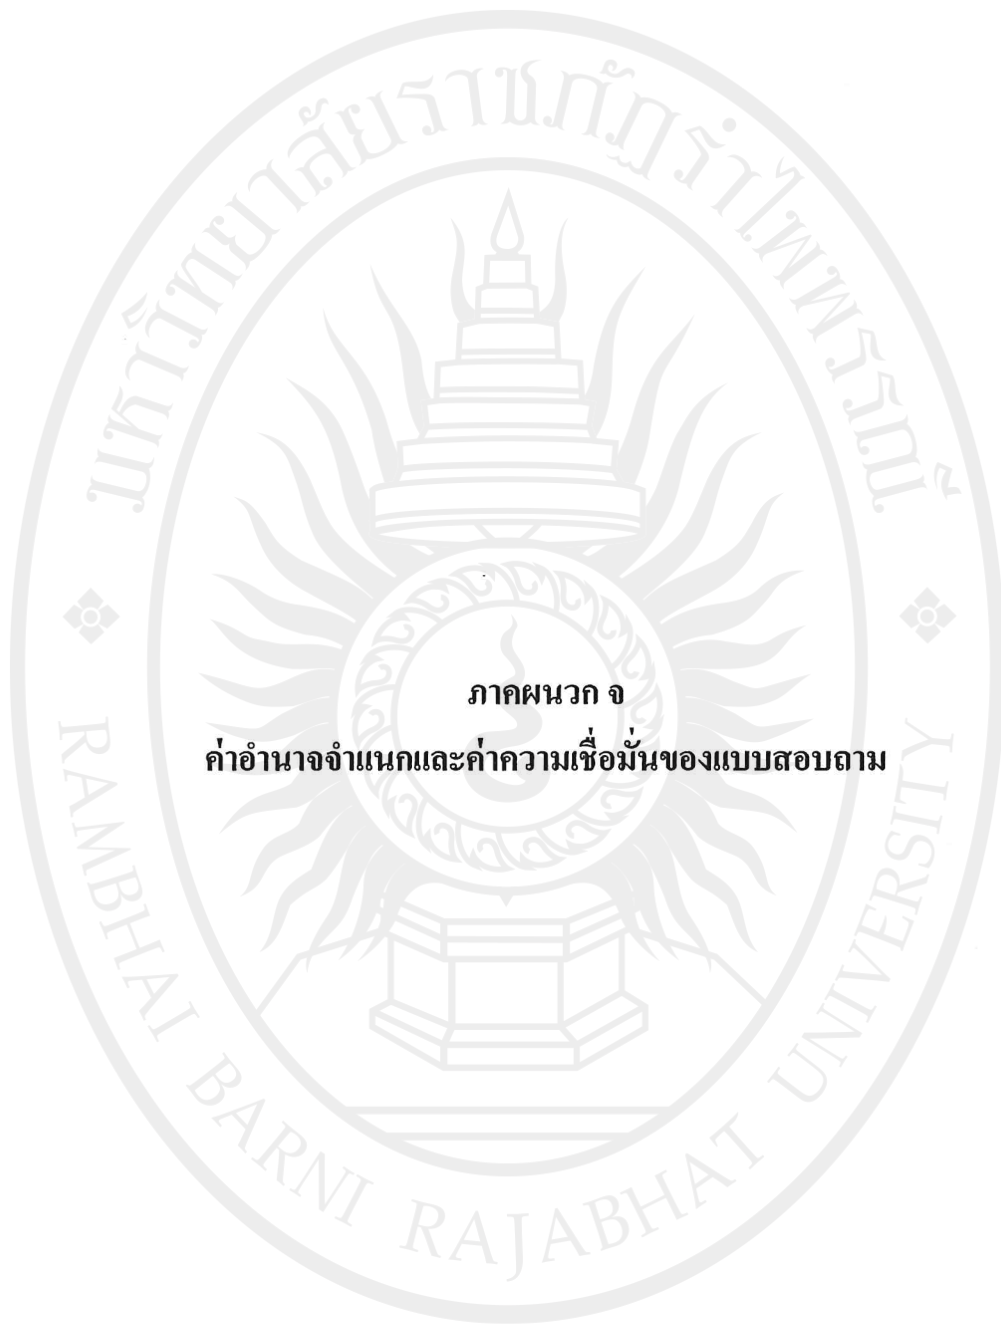 มหาวิทยาลัยราชภัฏรำไพพรรณี
ภาคผนวก จ
ค่าอำนาจจำแนกและค่าความเชื่อมั่นของแบบสอบถาม
RAMBHAI BARNI RAJABHAT UNIVERSITY